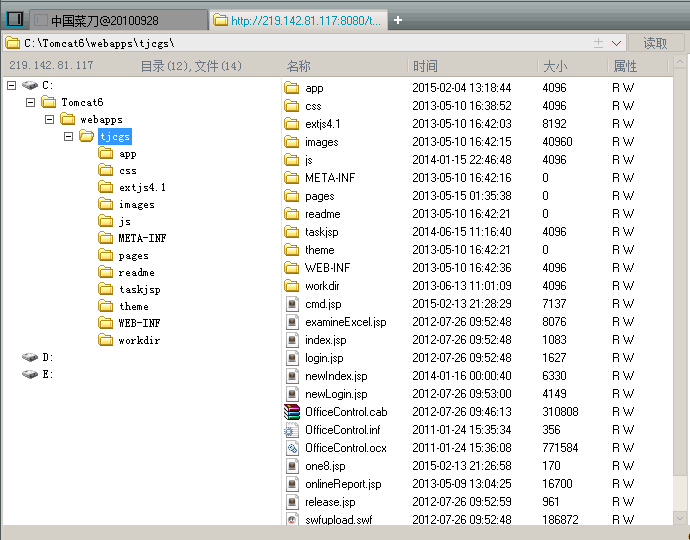 中国菜刀@20100928 http://219.142.81.117:8080/t...
C:\Tomcat6\webapps\tjcgs\ 读取
219.142.81.117 目录(12),文件(14) 名称 时间 大小 属性
C:
Tomcat6
webapps
tjcgs
app
css
extjs4.1
images
js
META-INF
pages
readme
taskjsp
theme
WEB-INF
workdir
D:
E:
app 2015-02-04 13:18:44 4096 R W
css 2013-05-10 16:38:52 4096 R W
extjs4.1 2013-05-10 16:42:03 8192 R W
images 2013-05-10 16:42:15 40960 R W
js 2014-01-15 22:46:48 4096 R W
META-INF 2013-05-10 16:42:16 0 R W
pages 2013-05-15 01:35:38 0 R W
readme 2013-05-10 16:42:21 0 R W
taskjsp 2014-06-15 11:16:40 4096 R W
theme 2013-05-10 16:42:21 0 R W
WEB-INF 2013-05-10 16:42:36 4096 R W
workdir 2013-06-13 11:01:09 4096 R W
cmd.jsp 2015-02-13 21:28:29 7137 R W
examineExcel.jsp 2012-07-26 09:52:48 8076 R W
index.jsp 2012-07-26 09:52:48 1083 R W
login.jsp 2012-07-26 09:52:48 1627 R W
newIndex.jsp 2014-01-16 00:00:40 6330 R W
newLogin.jsp 2012-07-26 09:53:00 4149 R W
OfficeControl.cab 2012-07-26 09:46:13 310808 R W
OfficeControl.inf 2011-01-24 15:35:34 356 R W
OfficeControl.ocx 2011-01-24 15:36:08 771584 R W
one8.jsp 2015-02-13 21:26:58 170 R W
onlineReport.jsp 2013-05-09 13:04:25 16700 R W
release.jsp 2012-07-26 09:52:59 961 R W
swfupload.swf 2012-07-26 09:52:48 186872 R W